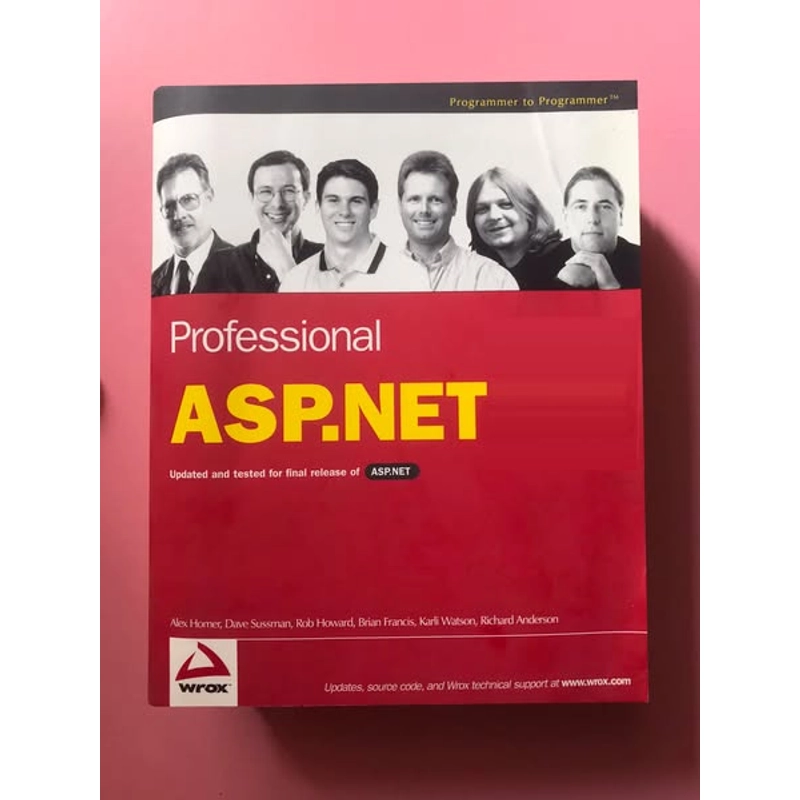 Programmer to Programmer™
Professional
ASP.NET
Updated and tested for final release of ASP.NET
Alex Homer, Dave Sussman, Rob Howard, Brian Francis, Karli Watson, Richard Anderson
wrox™
Updates, source code, and Wrox technical support at www.wrox.com